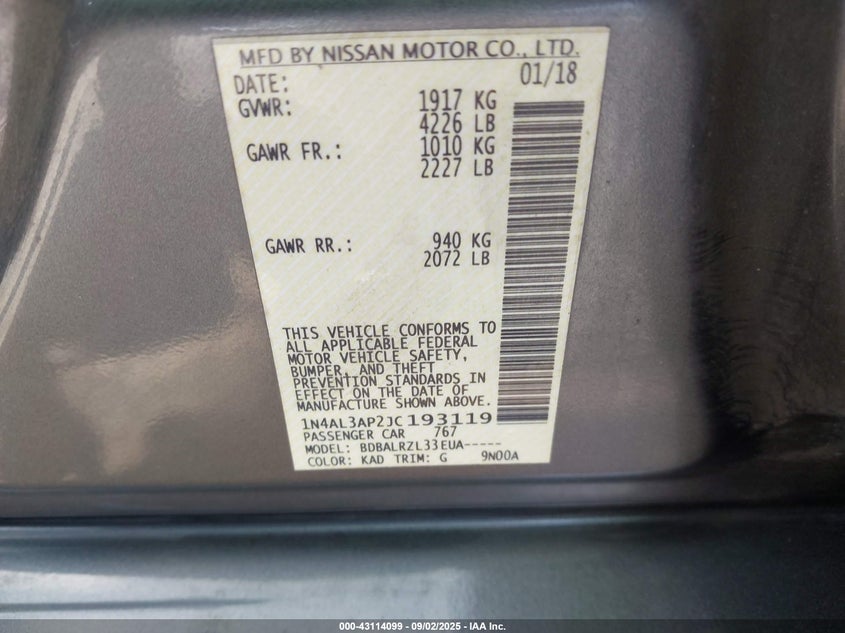 MFD BY NISSAN MOTOR CO., LTD.
DATE: 01/18
GVWR: 1917 KG
4226 LB
GAWR FR.: 1010 KG
2227 LB
GAWR RR.: 940 KG
2072 LB
THIS VEHICLE CONFORMS TO
ALL APPLICABLE FEDERAL
MOTOR VEHICLE SAFETY,
BUMPER, AND THEFT
PREVENTION STANDARDS IN
EFFECT ON THE DATE OF
MANUFACTURE SHOWN ABOVE.
1N4AL3AP2JC193119
PASSENGER CAR 767
MODEL: BDBALRZL33EUA-----
COLOR: KAD TRIM: G 9N00A
000-43114099 - 09/02/2025 - IAA Inc.